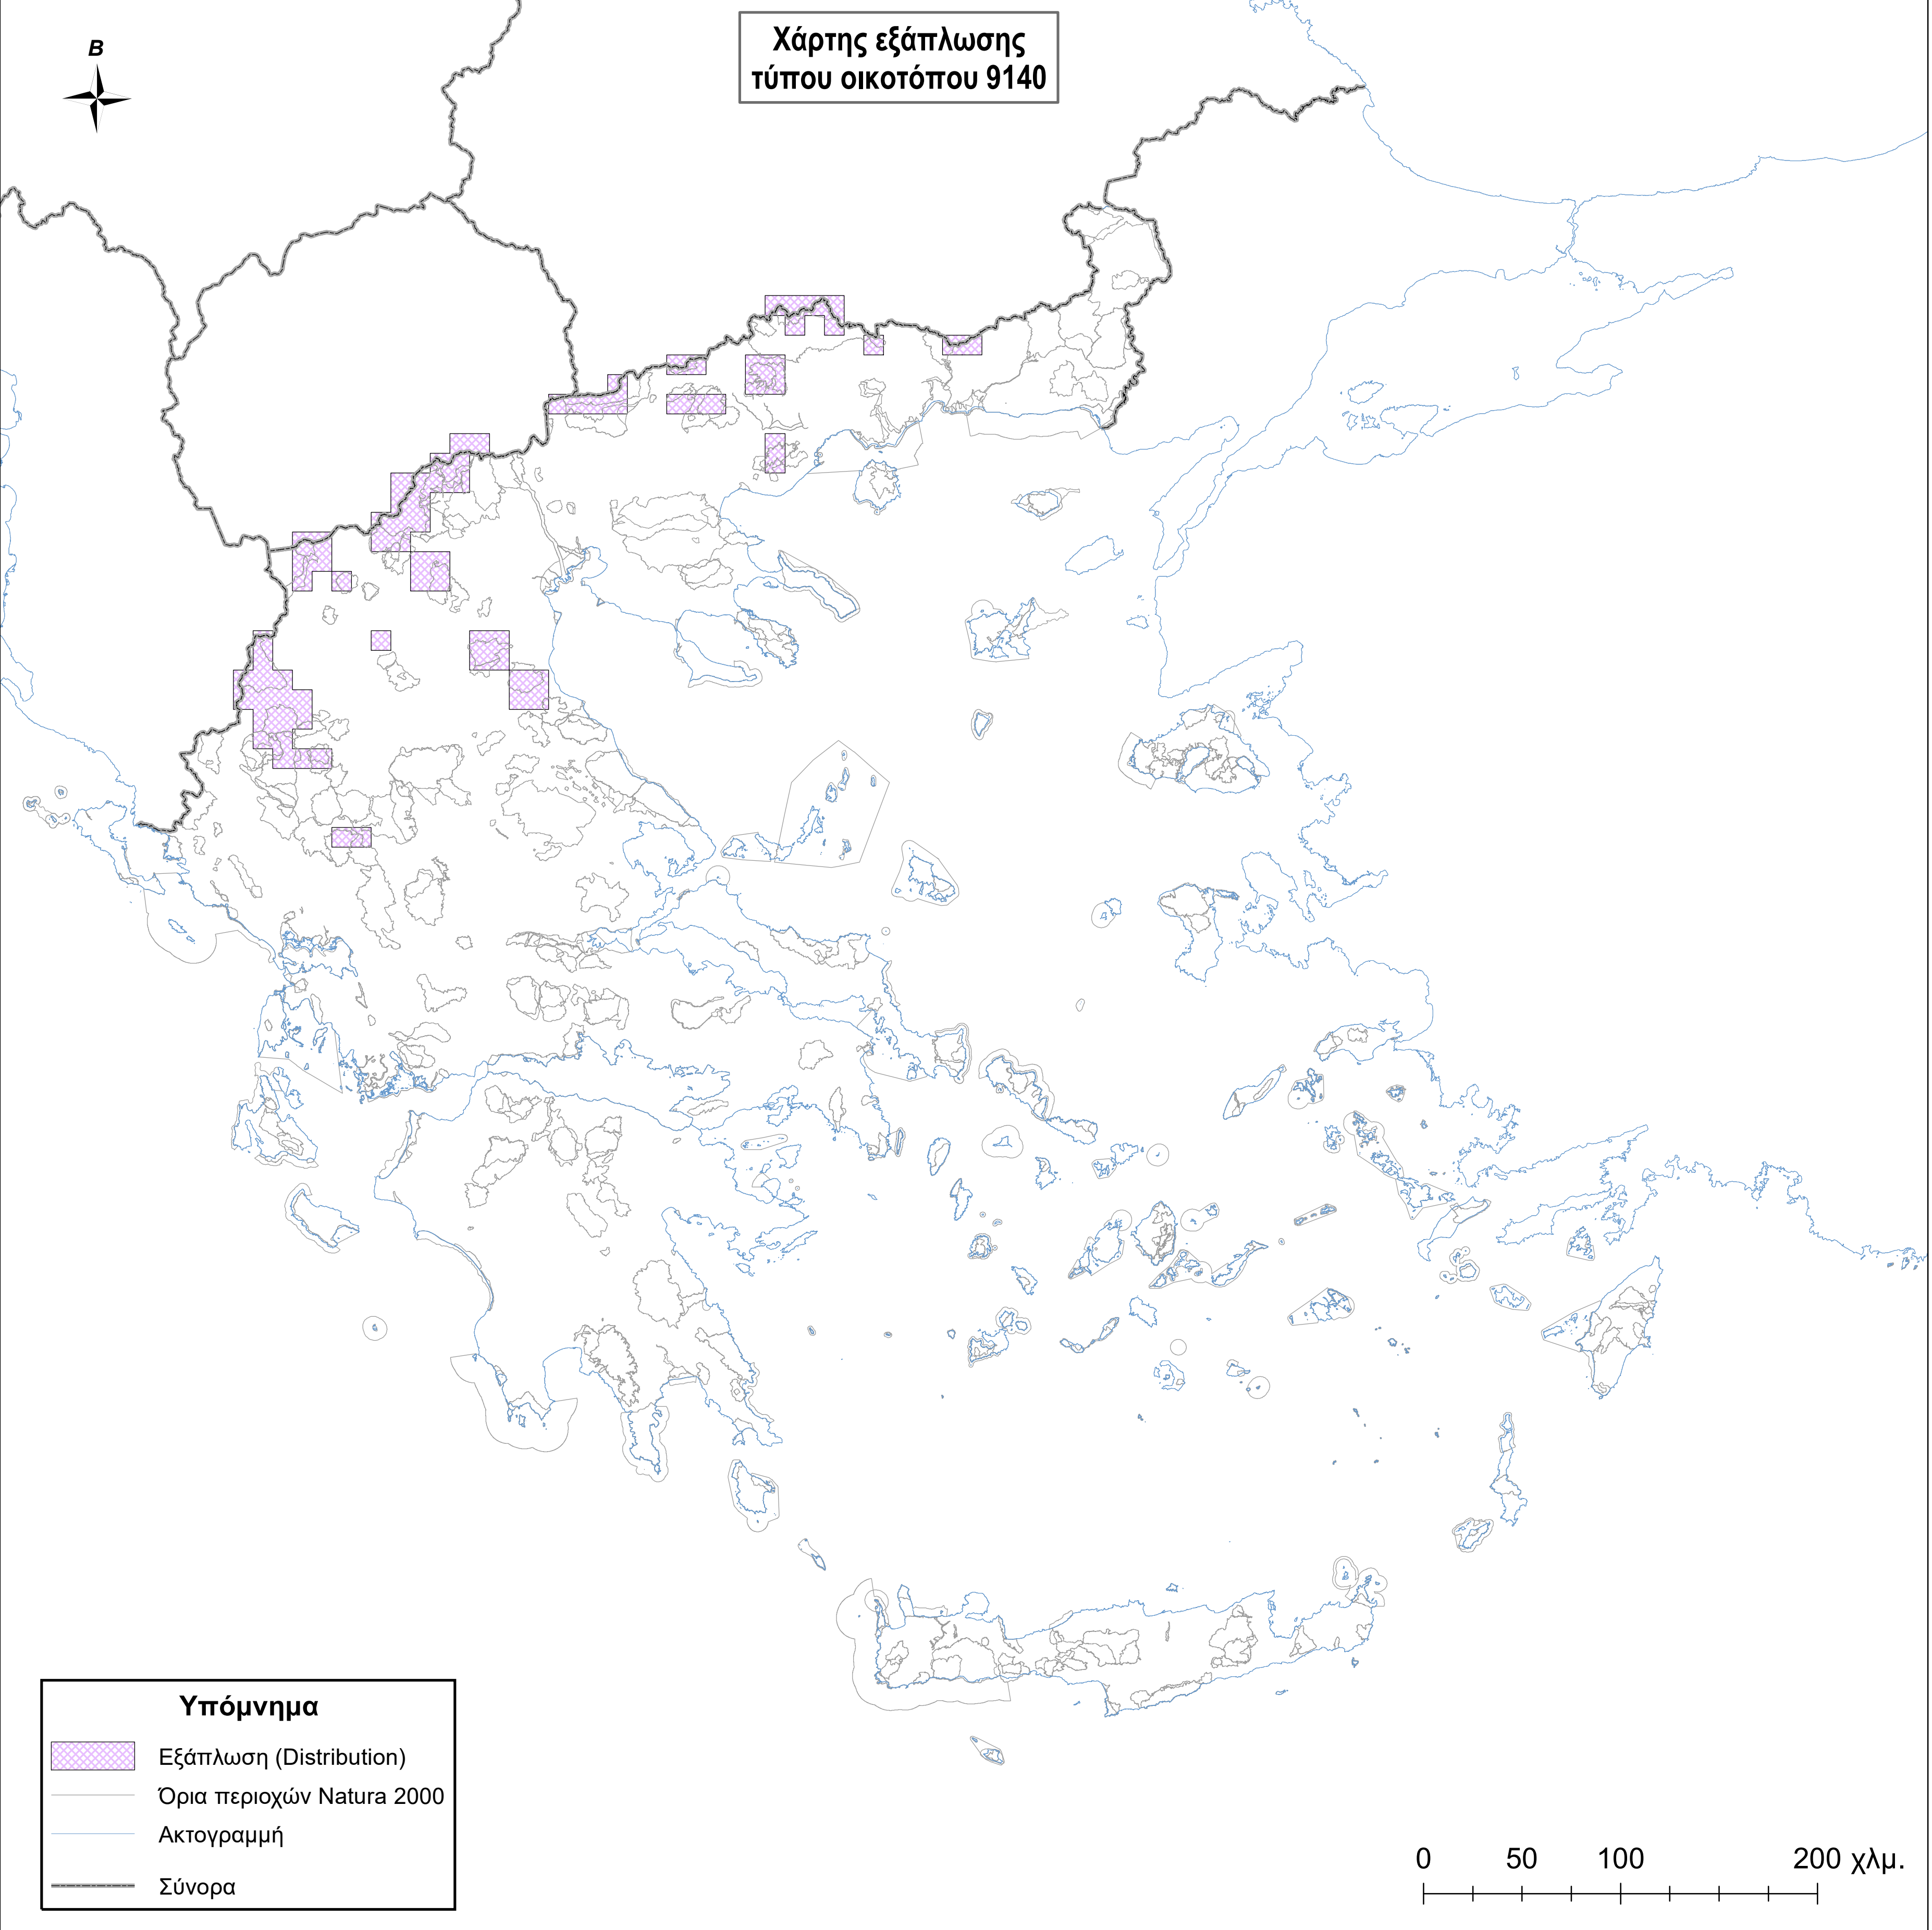 Χάρτης εξάπλωσης
τύπου οικοτόπου 9140
Β
Υπόμνημα
Εξάπλωση (Distribution)
Όρια περιοχών Natura 2000
Ακτογραμμή
Σύνορα
0 50 100 200 χλμ.